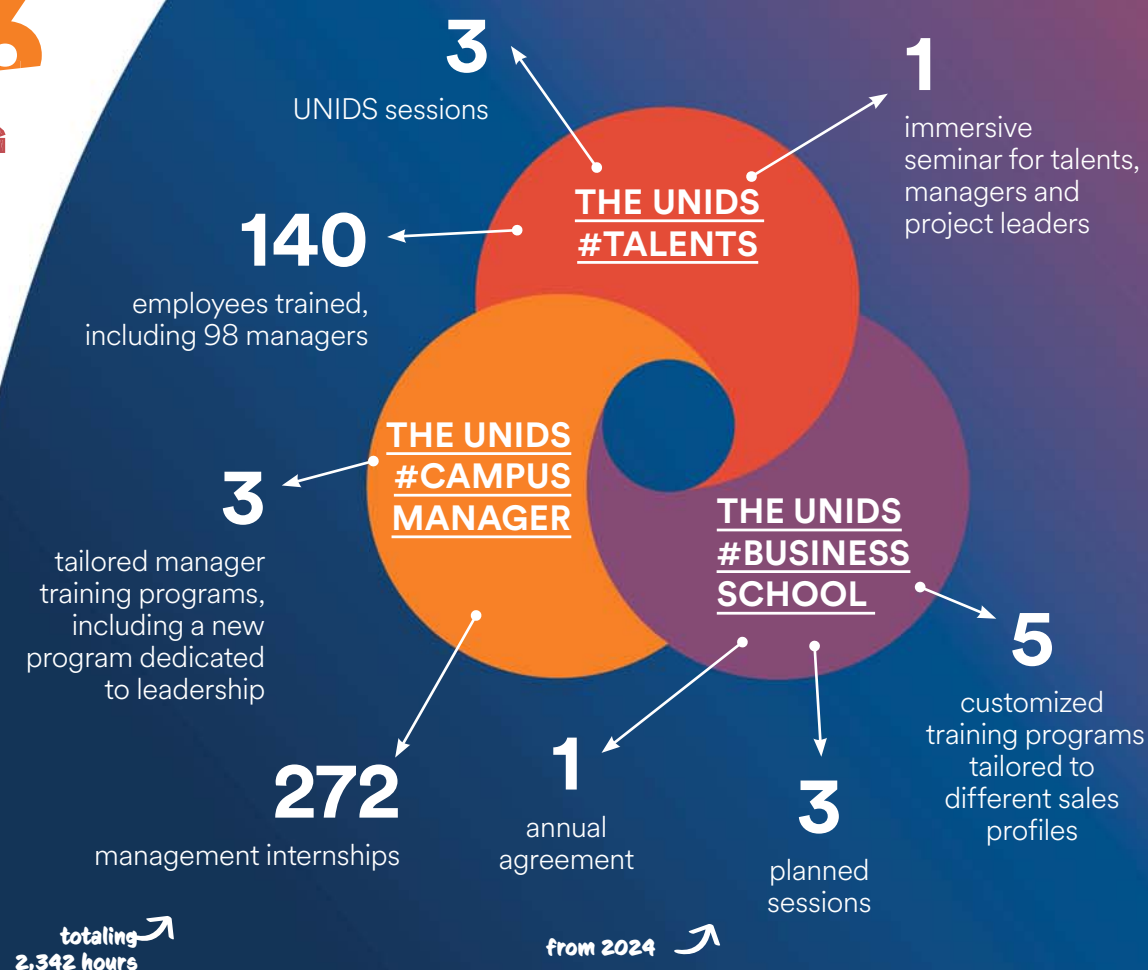 3
UNIDS sessions
1
immersive
seminar for talents,
managers and
project leaders
THE UNIDS
#TALENTS
140
employees trained,
including 98 managers
THE UNIDS
#CAMPUS
MANAGER
3
tailored manager
training programs,
including a new
program dedicated
to leadership
THE UNIDS
#BUSINESS
SCHOOL
5
customized
training programs
tailored to
different sales
profiles
272
management internships
1
annual
agreement
3
planned
sessions
totaling
2,342 hours
from 2024